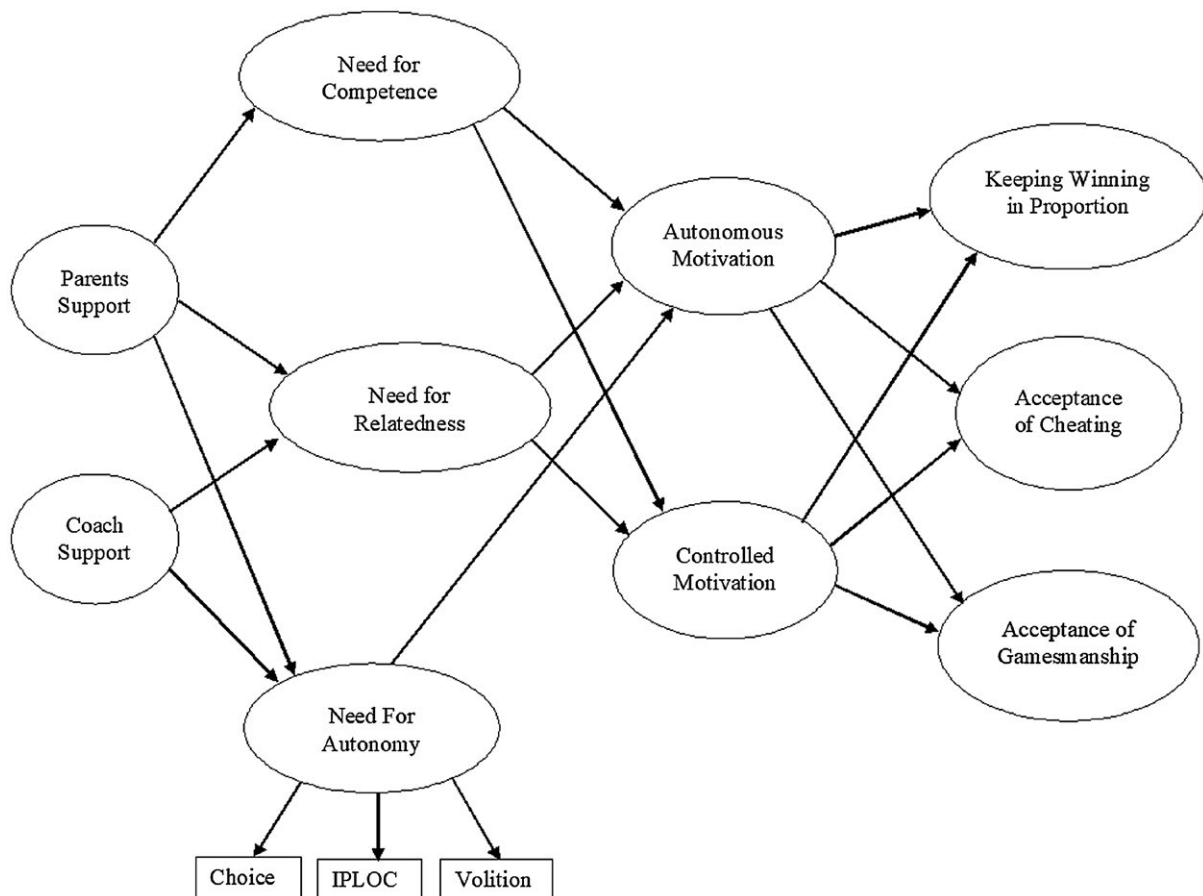 Need for
Competence
Keeping Winning
in Proportion
Autonomous
Motivation
Parents
Support
Need for
Relatedness
Acceptance
of Cheating
Coach
Support
Controlled
Motivation
Acceptance of
Gamesmanship
Need For
Autonomy
Choice
IPLOC
Volition